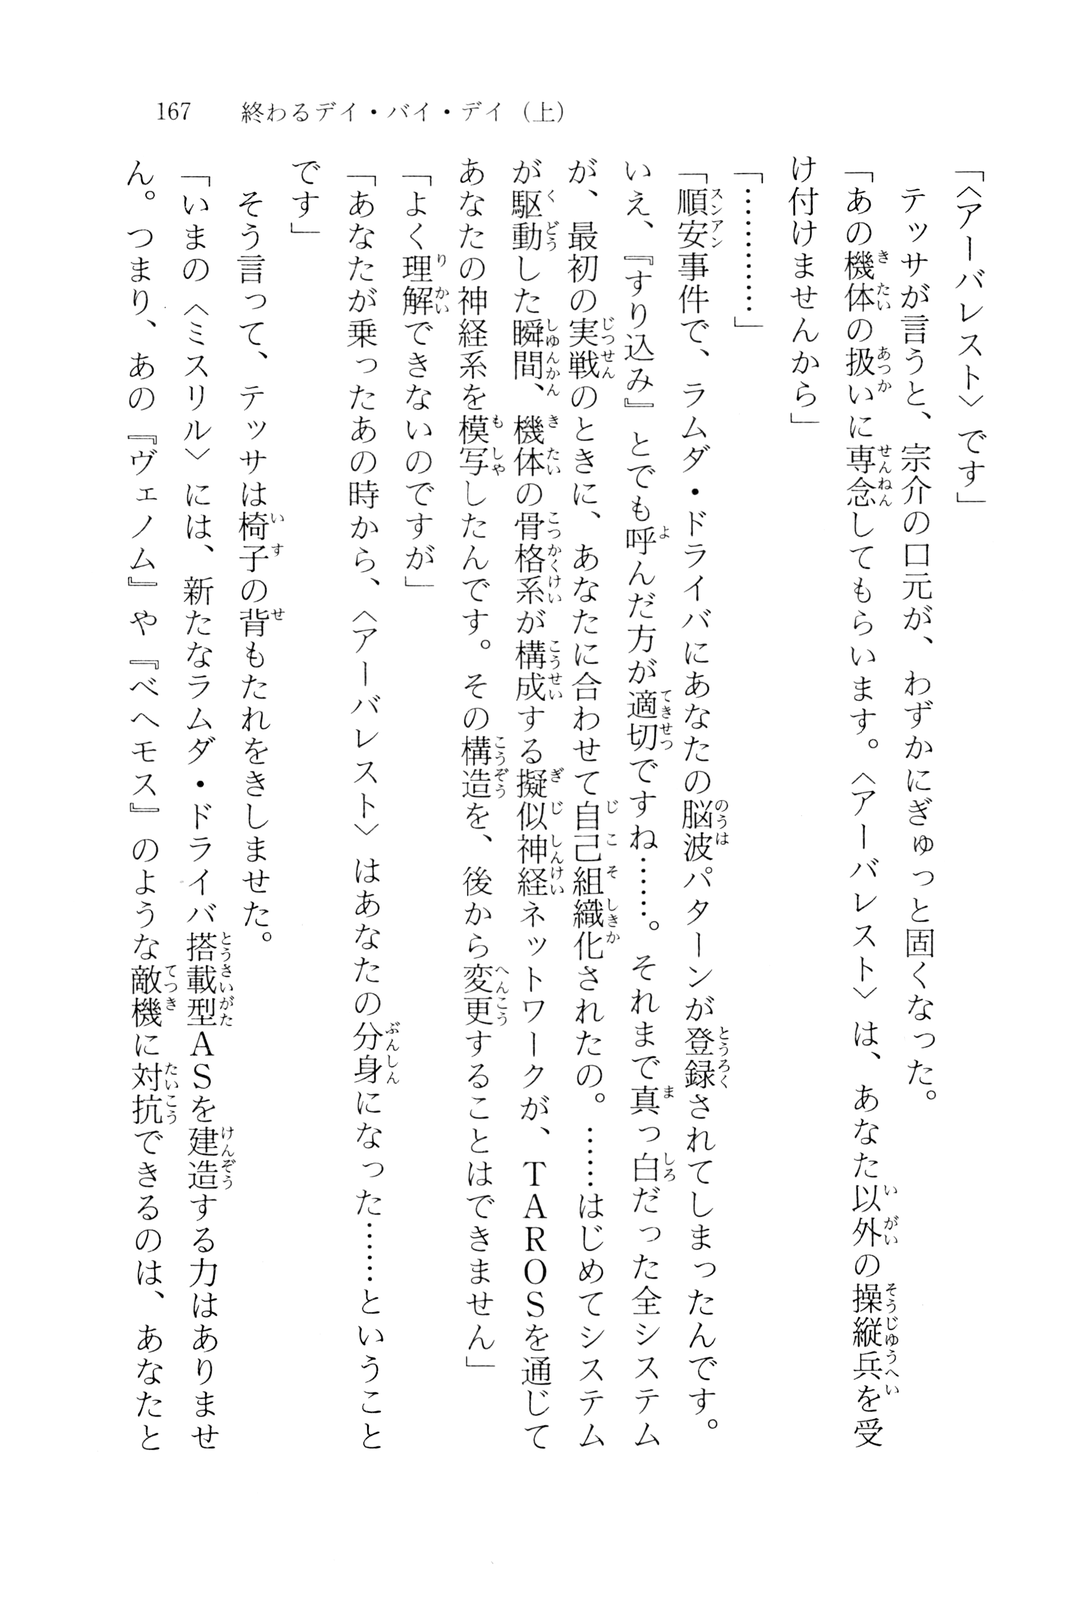 167　終わるデイ・バイ・デイ（上）
「〈アーバレスト〉です」
　テッサが言うと、宗介の口元が、わずかにぎゅっと固くなった。
「あの機体の扱いに専念してもらいます。〈アーバレスト〉は、あなた以外の操縦兵を受
け付けませんから」
「…………」
「順安事件で、ラムダ・ドライバにあなたの脳波パターンが登録されてしまったんです。
いえ、『すり込み』とでも呼んだ方が適切ですね……。それまで真っ白だった全システム
が、最初の実戦のときに、あなたに合わせて自己組織化されたの。……はじめてシステム
が駆動した瞬間、機体の骨格系が構成する擬似神経ネットワークが、ＴＡＲＯＳを通じて
あなたの神経系を模写したんです。その構造を、後から変更することはできません」
「よく理解できないのですが」
「あなたが乗ったあの時から、〈アーバレスト〉はあなたの分身になった……ということ
です」
　そう言って、テッサは椅子の背もたれをきしませた。
「いまの〈ミスリル〉には、新たなラムダ・ドライバ搭載型ＡＳを建造する力はありませ
ん。つまり、あの『ヴェノム』や『ベヘモス』のような敵機に対抗できるのは、あなたと